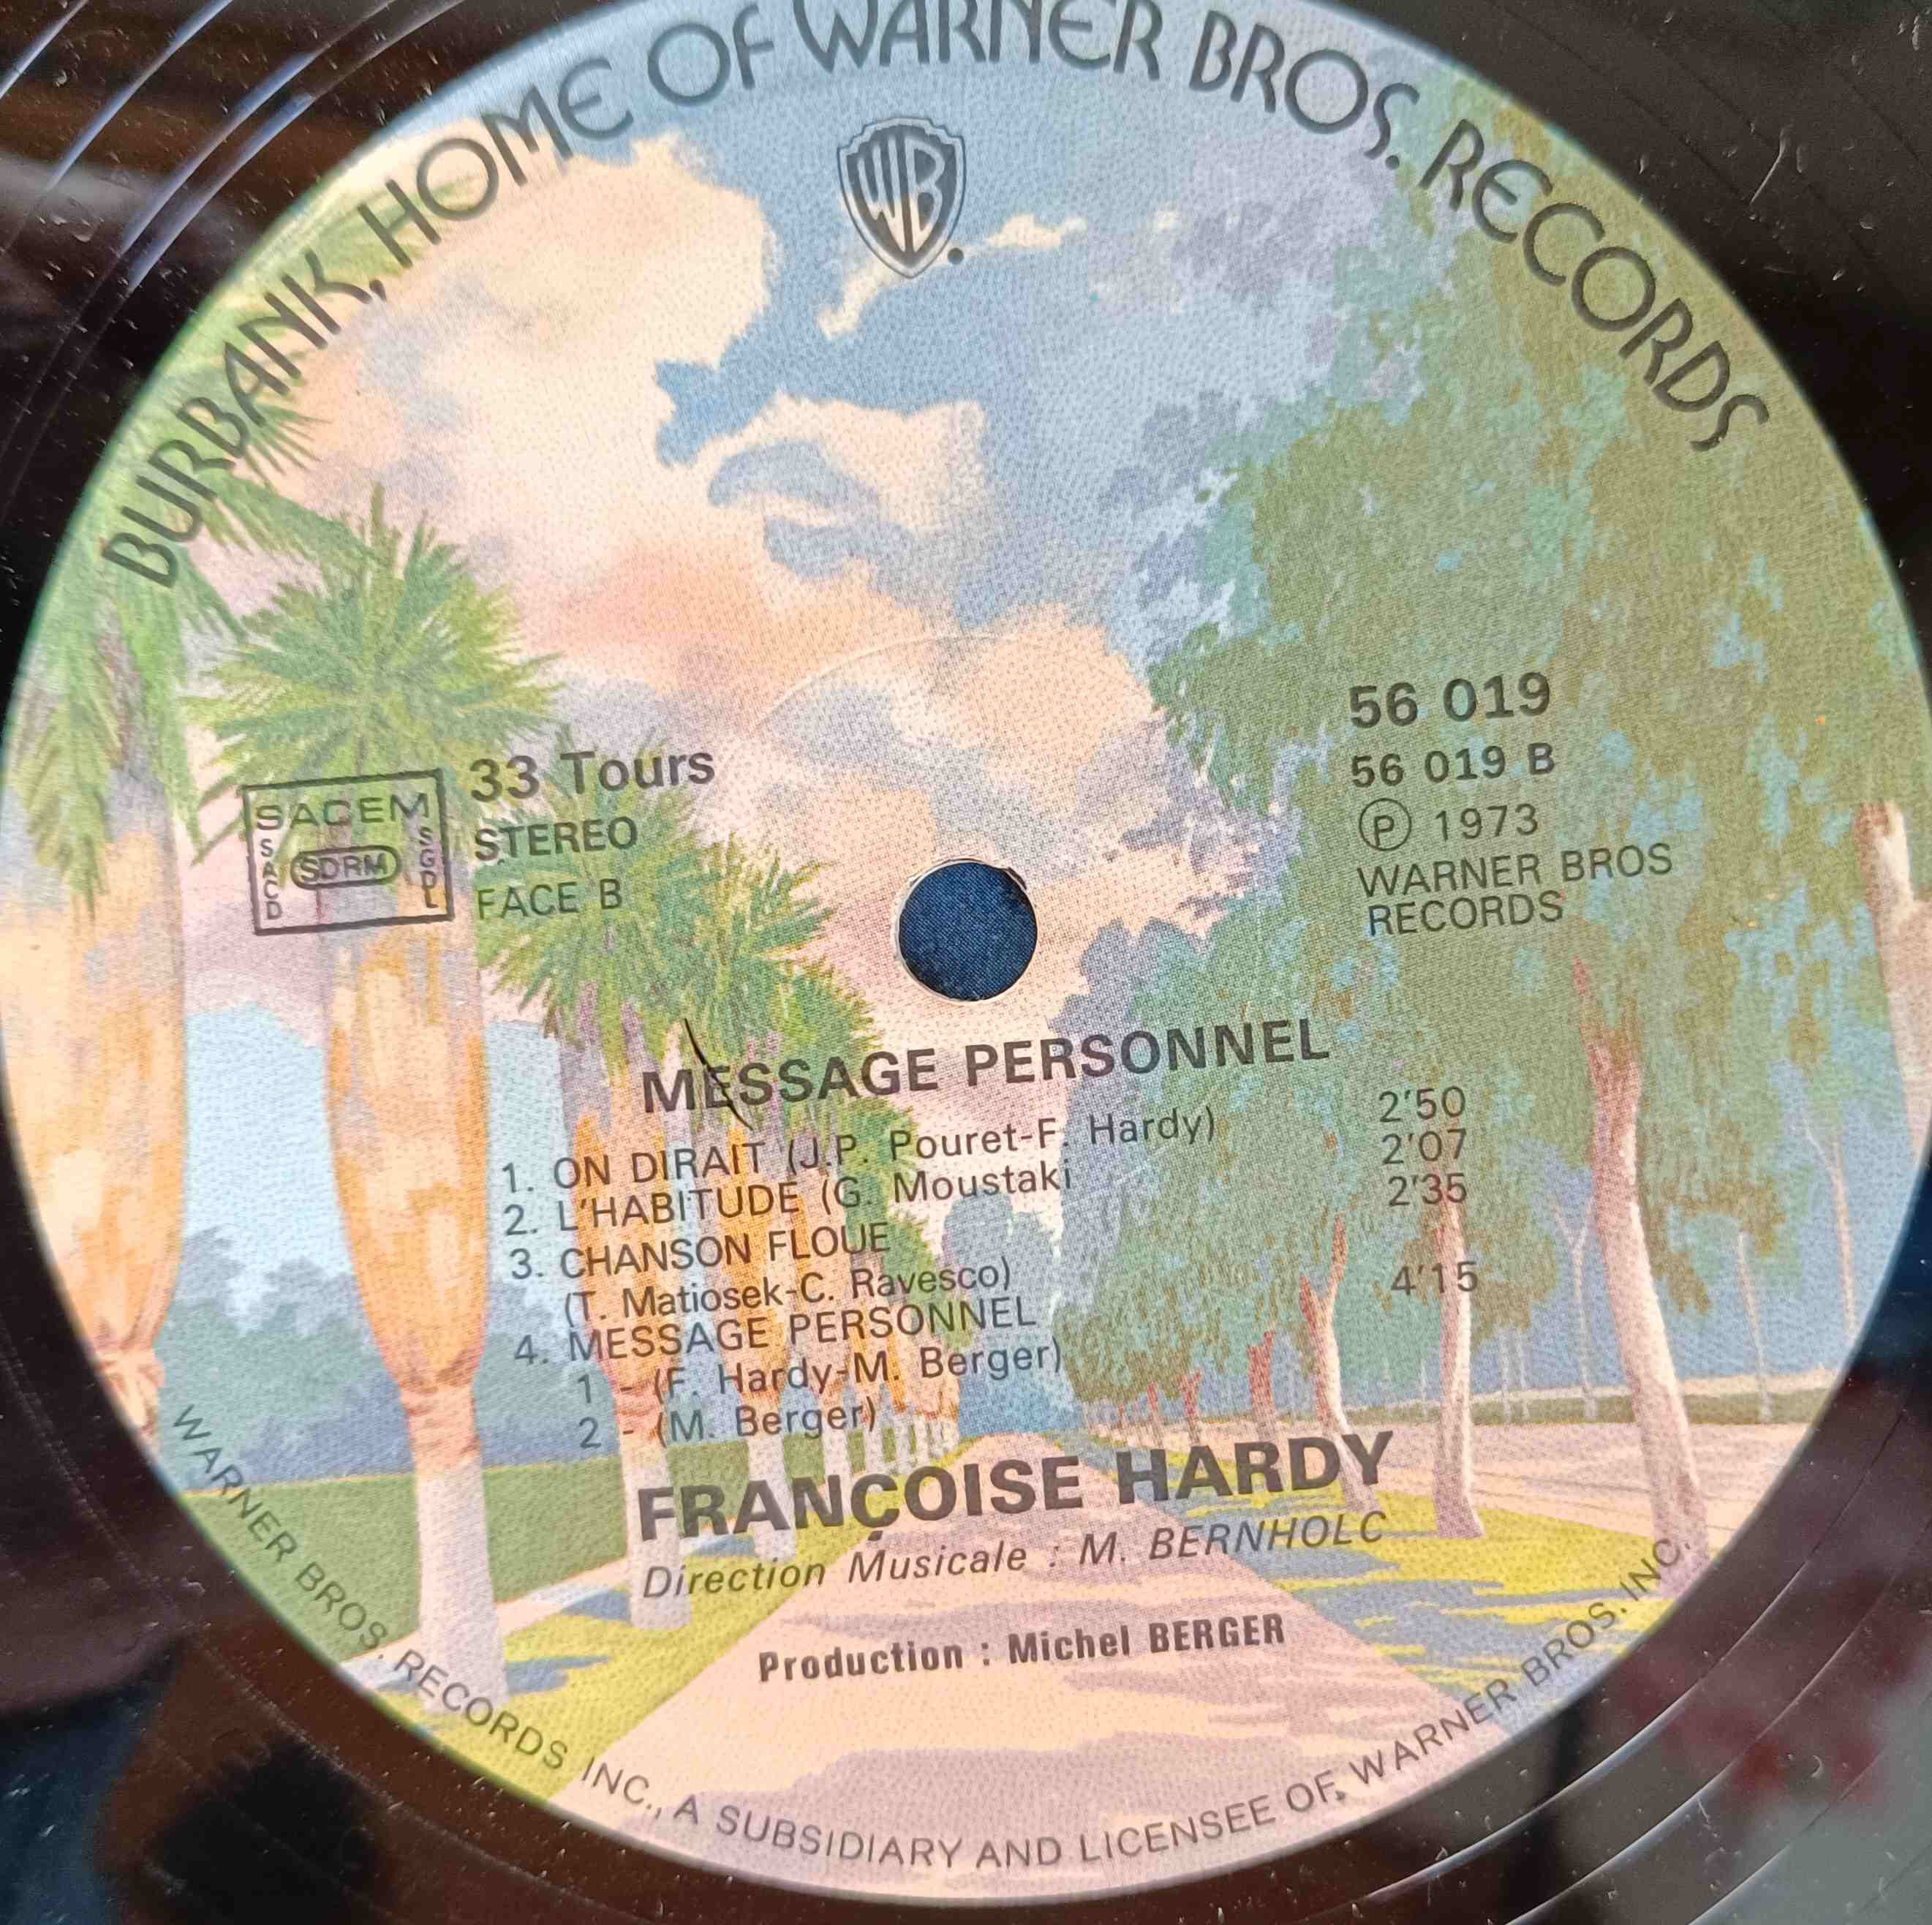 BURBANK, HOME OF WARNER BROS. RECORDS
WB
SACEM
SACD
SDRM
SGDL
33 Tours
STEREO
FACE B
56 019
56 019 B
Ⓟ 1973
WARNER BROS
RECORDS
MESSAGE PERSONNEL
1. ON DIRAIT (J.P. Pouret-F. Hardy) 2'50
2. L'HABITUDE (G. Moustaki 2'07
3. CHANSON FLOUE 2'35
(T. Matiosek-C. Ravesco)
4. MESSAGE PERSONNEL 4'15
1 - (F. Hardy-M. Berger)
2 - (M. Berger)
FRANÇOISE HARDY
Direction Musicale : M. BERNHOLC
Production : Michel BERGER
WARNER BROS. RECORDS INC., A SUBSIDIARY AND LICENSEE OF, WARNER BROS. INC.